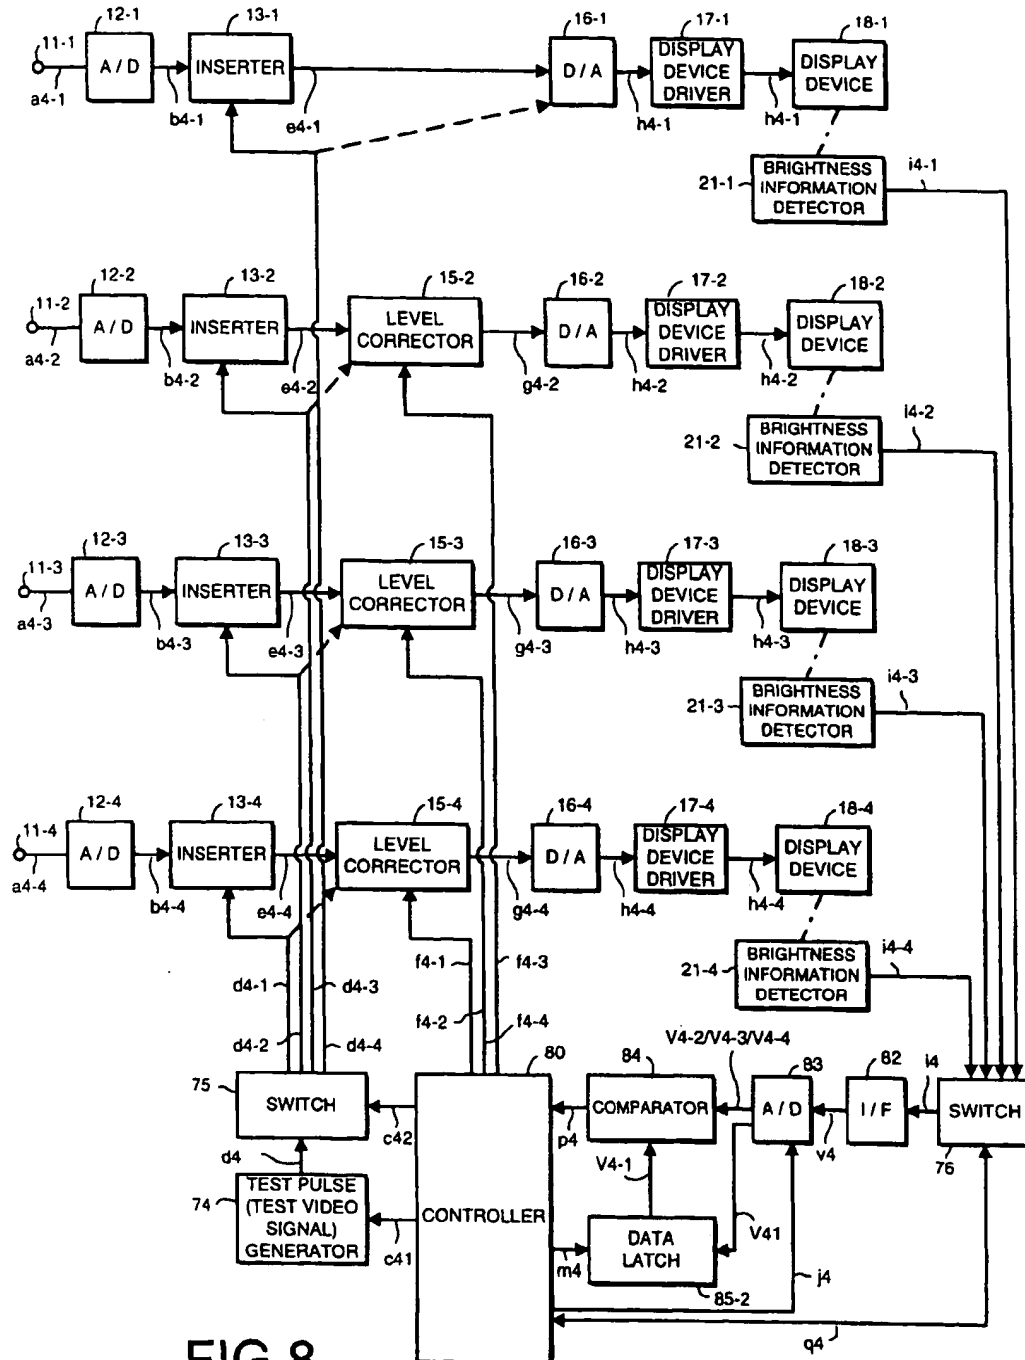 12-1
13-1
16-1
17-1
18-1
11-1
A/D
INSERTER
D/A
DISPLAY
DEVICE
DRIVER
DISPLAY
DEVICE
a4-1
b4-1
e4-1
h4-1
h4-1
21-1
BRIGHTNESS
INFORMATION
DETECTOR
i4-1
12-2
13-2
15-2
16-2
17-2
18-2
11-2
A/D
INSERTER
LEVEL
CORRECTOR
D/A
DISPLAY
DEVICE
DRIVER
DISPLAY
DEVICE
a4-2
b4-2
e4-2
g4-2
h4-2
h4-2
21-2
BRIGHTNESS
INFORMATION
DETECTOR
i4-2
12-3
13-3
15-3
16-3
17-3
18-3
11-3
A/D
INSERTER
LEVEL
CORRECTOR
D/A
DISPLAY
DEVICE
DRIVER
DISPLAY
DEVICE
a4-3
b4-3
e4-3
g4-3
h4-3
h4-3
21-3
BRIGHTNESS
INFORMATION
DETECTOR
i4-3
12-4
13-4
15-4
16-4
17-4
18-4
11-4
A/D
INSERTER
LEVEL
CORRECTOR
D/A
DISPLAY
DEVICE
DRIVER
DISPLAY
DEVICE
a4-4
b4-4
e4-4
g4-4
h4-4
h4-4
21-4
BRIGHTNESS
INFORMATION
DETECTOR
i4-4
d4-1
d4-3
d4-2
d4-4
f4-1
f4-3
f4-2
f4-4
V4-2/V4-3/V4-4
75
SWITCH
c42
80
CONTROLLER
84
COMPARATOR
p4
83
A/D
82
I/F
v4
i4
SWITCH
76
d4
74
TEST PULSE
(TEST VIDEO
SIGNAL)
GENERATOR
c41
V4-1
V41
m4
DATA
LATCH
85-2
j4
q4
FIG.8